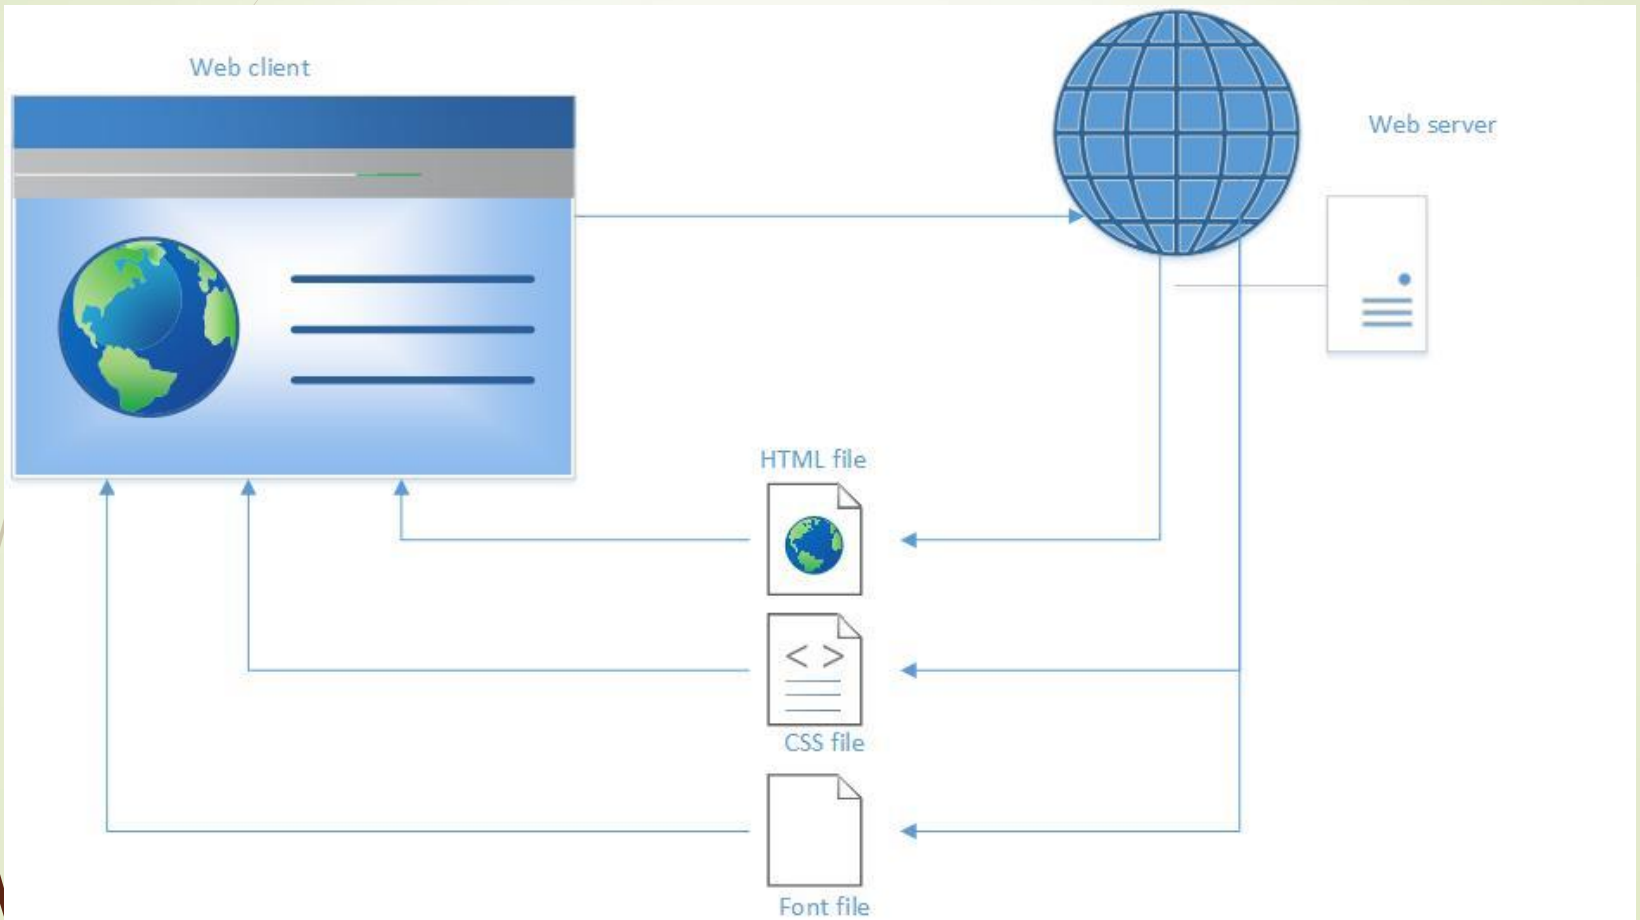 Web client
Web server
HTML file
< >
CSS file
Font file